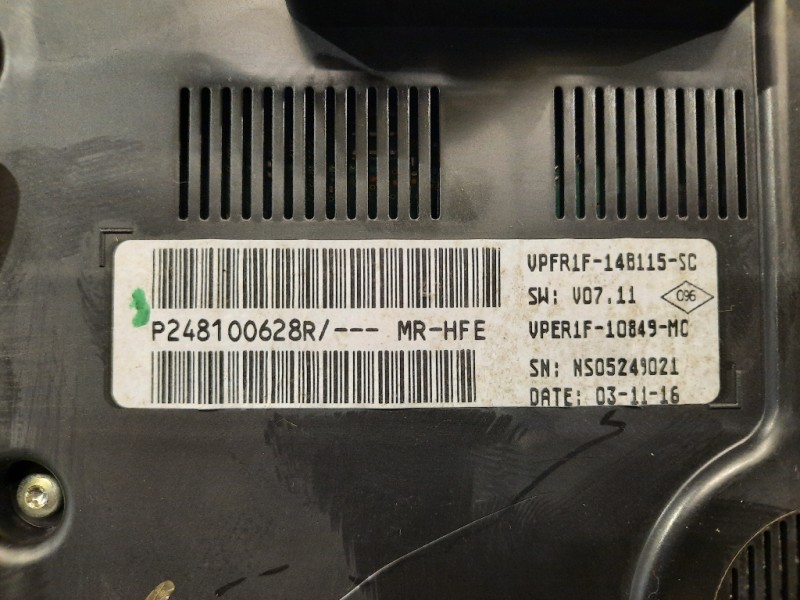 VPFR1F-14B115-SC
SW: V07.11
096
P248100628R/--- MR-HFE
VPER1F-10849-MC
SN: NS05249021
DATE: 03-11-16